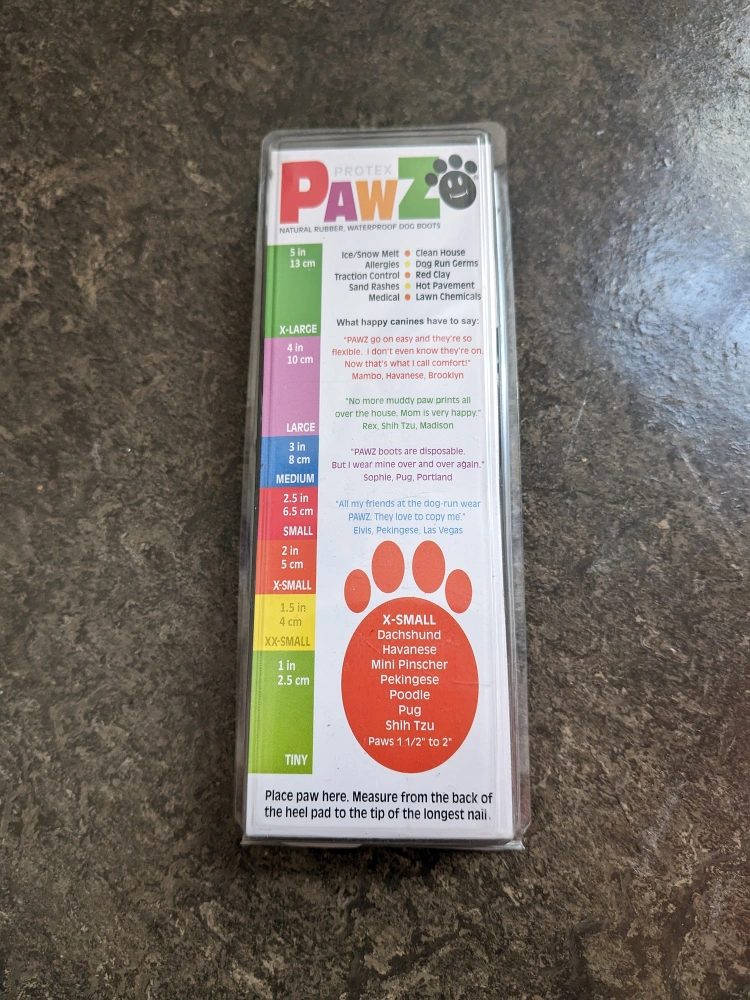 PROTEX
PAWZ
NATURAL RUBBER, WATERPROOF DOG BOOTS
5 in
13 cm
X-LARGE
4 in
10 cm
LARGE
3 in
8 cm
MEDIUM
2.5 in
6.5 cm
SMALL
2 in
5 cm
X-SMALL
1.5 in
4 cm
XX-SMALL
1 in
2.5 cm
TINY
Ice/Snow Melt • Clean House
Allergies • Dog Run Germs
Traction Control • Red Clay
Sand Rashes • Hot Pavement
Medical • Lawn Chemicals
What happy canines have to say:
"PAWZ go on easy and they're so
flexible. I don't even know they're on.
Now that's what I call comfort!"
Mambo, Havanese, Brooklyn
"No more muddy paw prints all
over the house. Mom is very happy."
Rex, Shih Tzu, Madison
"PAWZ boots are disposable.
But I wear mine over and over again."
Sophie, Pug, Portland
"All my friends at the dog-run wear
PAWZ. They love to copy me."
Elvis, Pekingese, Las Vegas
X-SMALL
Dachshund
Havanese
Mini Pinscher
Pekingese
Poodle
Pug
Shih Tzu
Paws 1 1/2" to 2"
Place paw here. Measure from the back of
the heel pad to the tip of the longest nail.